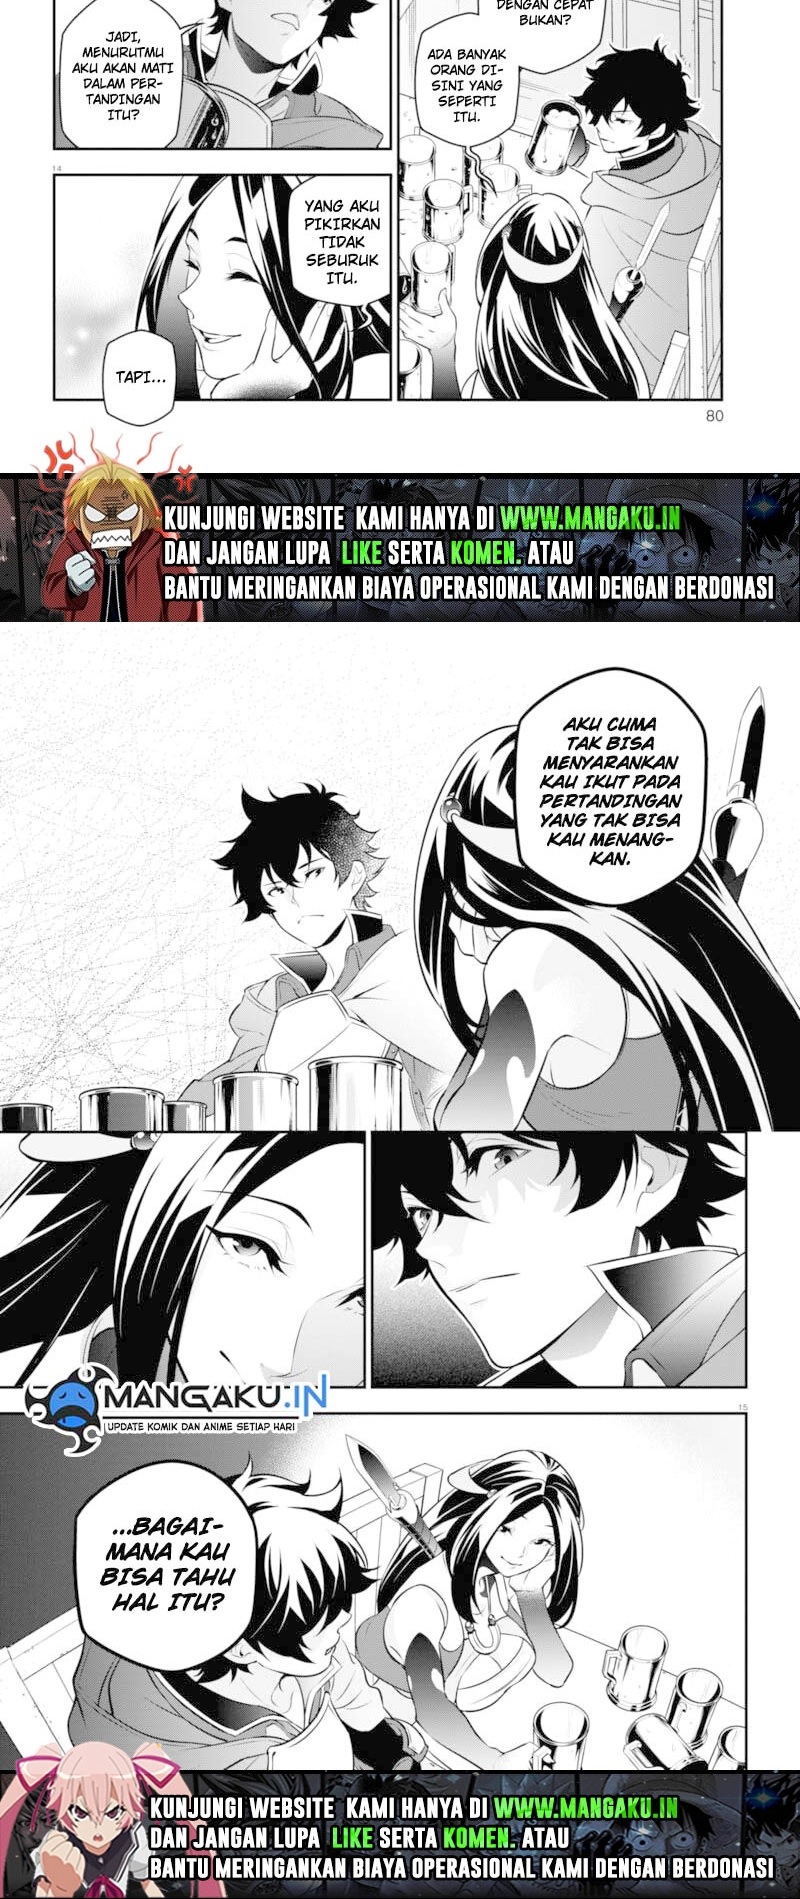 DENGAN CEPAT
BUKAN?
ADA BANYAK
ORANG DI-
SINI YANG
SEPERTI
ITU.
JADI,
MENURUTMU
AKU AKAN MATI
DALAM PER-
TANDINGAN
ITU?
14
YANG AKU
PIKIRKAN
TIDAK
SEBURUK
ITU.
TAPI...
80
KUNJUNGI WEBSITE KAMI HANYA DI WWW.MANGAKU.IN
DAN JANGAN LUPA LIKE SERTA KOMEN. ATAU
BANTU MERINGANKAN BIAYA OPERASIONAL KAMI DENGAN BERDONASI
AKU CUMA
TAK BISA
MENYARANKAN
KAU IKUT PADA
PERTANDINGAN
YANG TAK BISA
KAU MENANG-
KAN.
MANGAKU.IN
UPDATE KOMIK DAN ANIME SETIAP HARI
15
...BAGAI-
MANA KAU
BISA TAHU
HAL ITU?
KUNJUNGI WEBSITE KAMI HANYA DI WWW.MANGAKU.IN
DAN JANGAN LUPA LIKE SERTA KOMEN. ATAU
BANTU MERINGANKAN BIAYA OPERASIONAL KAMI DENGAN BERDONASI